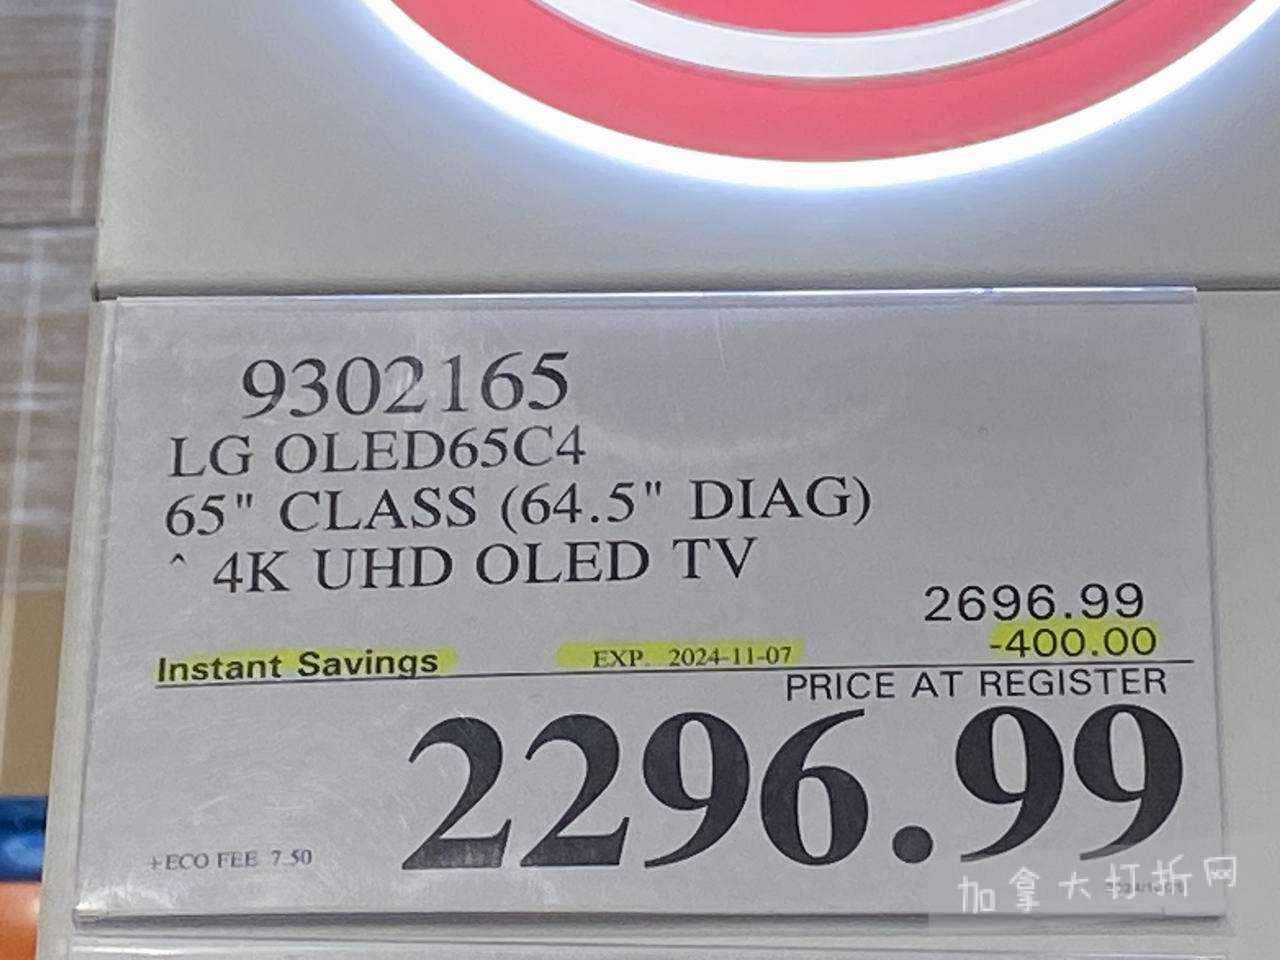 9302165
LG OLED65C4
65" CLASS (64.5" DIAG)
^ 4K UHD OLED TV
2696.99
Instant Savings EXP. 2024-11-07 -400.00
PRICE AT REGISTER
2296.99
+ECO FEE 7.50
加拿大打折网